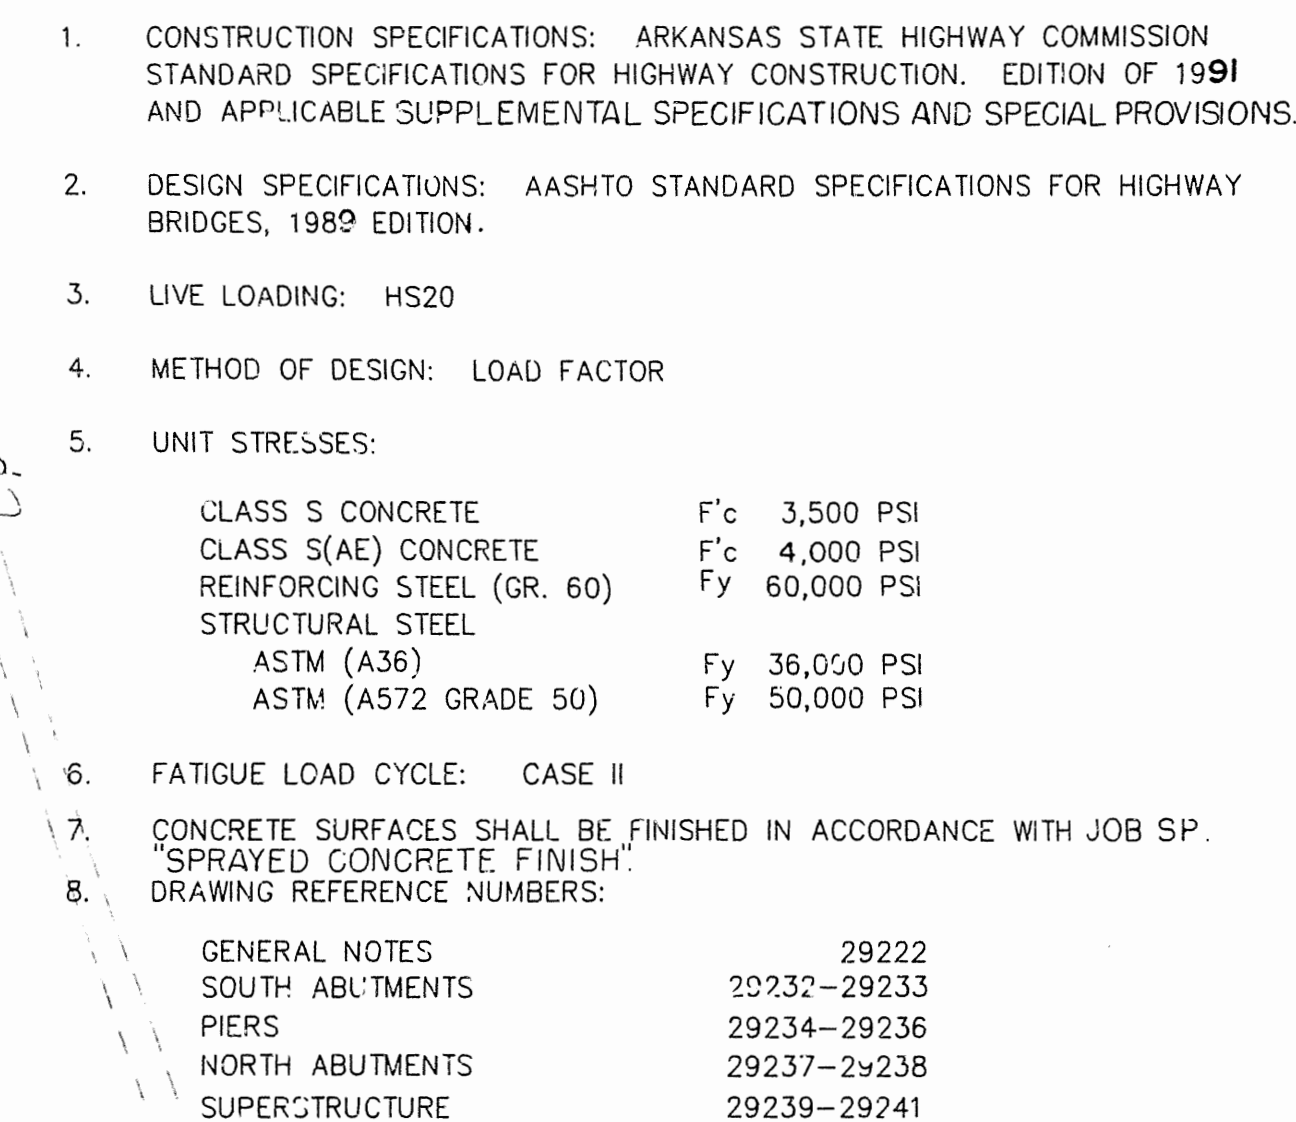 1. CONSTRUCTION SPECIFICATIONS: ARKANSAS STATE HIGHWAY COMMISSION
STANDARD SPECIFICATIONS FOR HIGHWAY CONSTRUCTION. EDITION OF 1991
AND APPLICABLE SUPPLEMENTAL SPECIFICATIONS AND SPECIAL PROVISIONS.
2. DESIGN SPECIFICATIONS: AASHTO STANDARD SPECIFICATIONS FOR HIGHWAY
BRIDGES, 1989 EDITION.
3. LIVE LOADING: HS20
4. METHOD OF DESIGN: LOAD FACTOR
5. UNIT STRESSES:
CLASS S CONCRETE F'c 3,500 PSI
CLASS S(AE) CONCRETE F'c 4,000 PSI
REINFORCING STEEL (GR. 60) Fy 60,000 PSI
STRUCTURAL STEEL
ASTM (A36) Fy 36,000 PSI
ASTM (A572 GRADE 50) Fy 50,000 PSI
6. FATIGUE LOAD CYCLE: CASE II
7. CONCRETE SURFACES SHALL BE FINISHED IN ACCORDANCE WITH JOB SP.
"SPRAYED CONCRETE FINISH".
8. DRAWING REFERENCE NUMBERS:
GENERAL NOTES 29222
SOUTH ABUTMENTS 29232-29233
PIERS 29234-29236
NORTH ABUTMENTS 29237-29238
SUPERSTRUCTURE 29239-29241